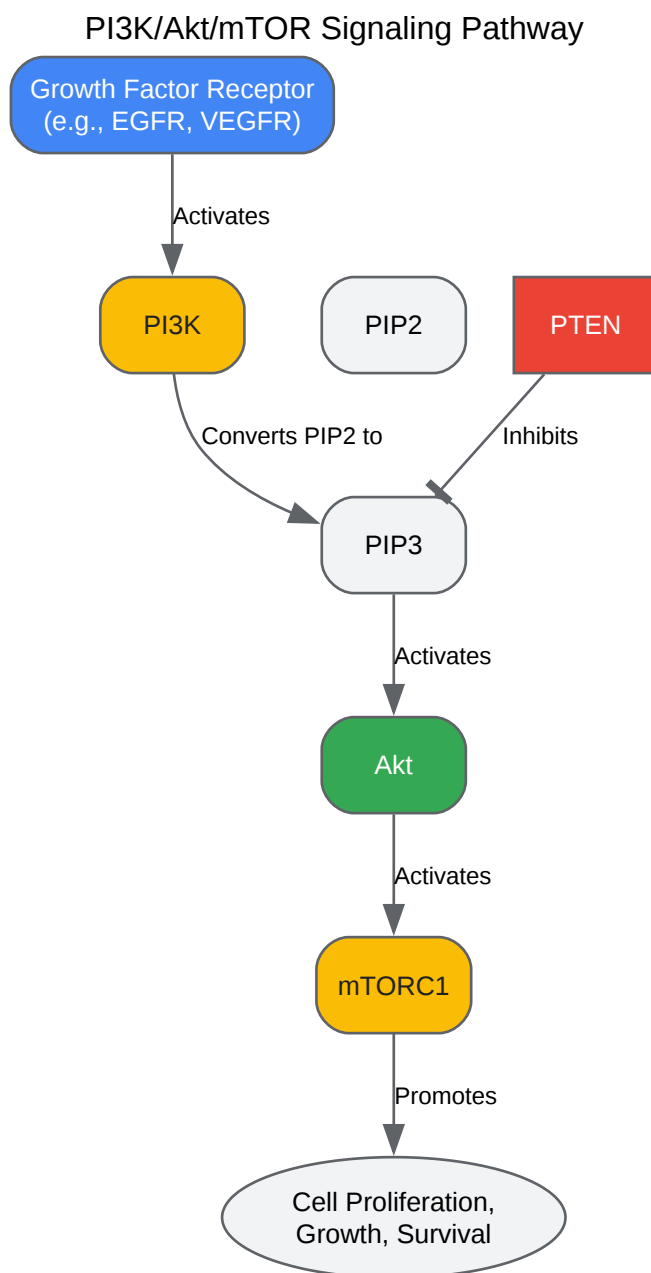 PI3K/Akt/mTOR Signaling Pathway
Growth Factor Receptor
(e.g., EGFR, VEGFR)
Activates
PI3K
PIP2
PTEN
Converts PIP2 to
Inhibits
PIP3
Activates
Akt
Activates
mTORC1
Promotes
Cell Proliferation,
Growth, Survival